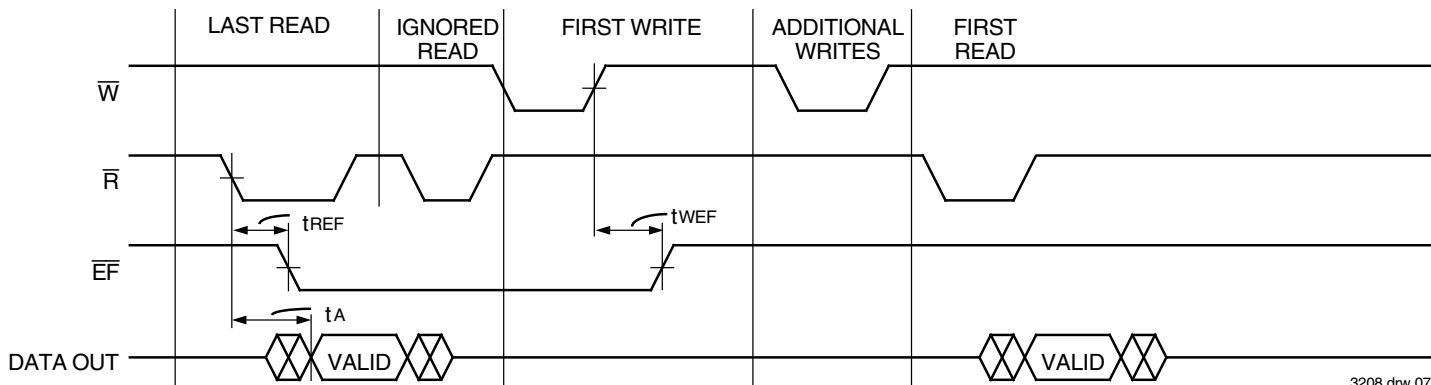 LAST READ
IGNORED READ
FIRST WRITE
ADDITIONAL WRITES
FIRST READ
W̅
R̅
tREF
tWEF
E̅F̅
tA
DATA OUT
VALID
VALID
3208 drw 07